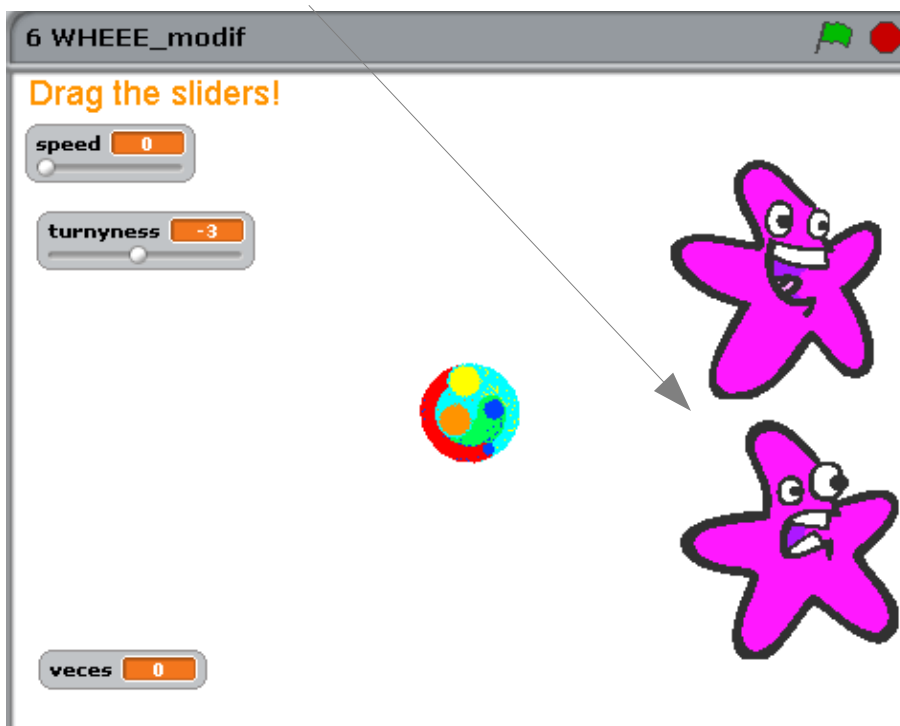 6 WHEEE_modif
Drag the sliders!
speed 0
turnyness -3
veces 0